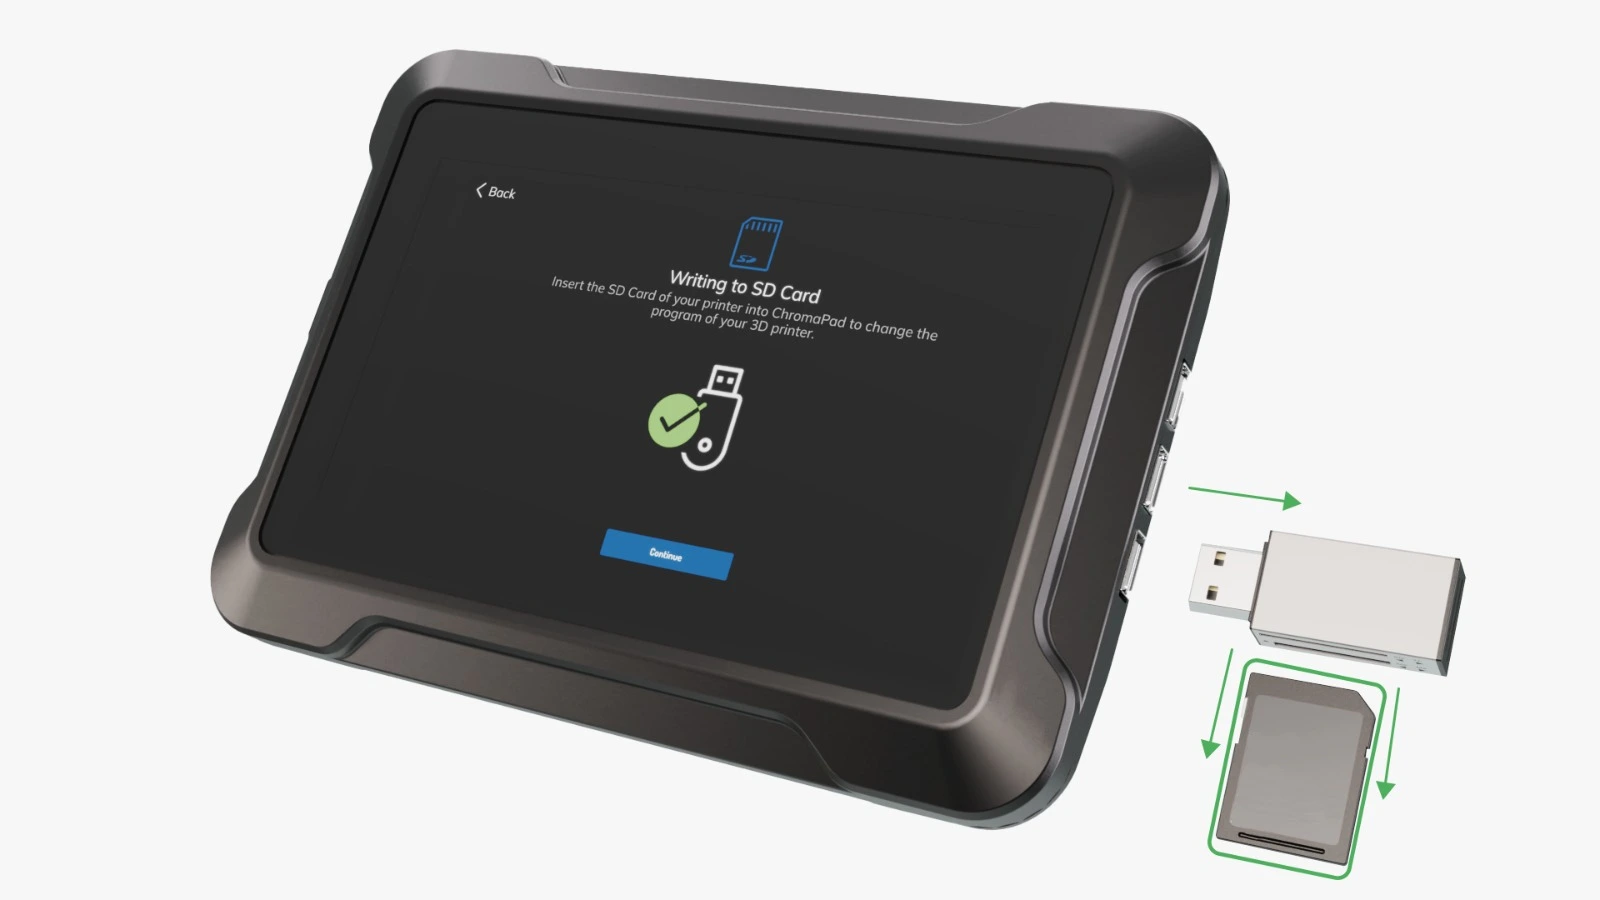 Back
SD
Writing to SD Card
Insert the SD Card of your printer into ChromaPad to change the
program of your 3D printer.
Continue